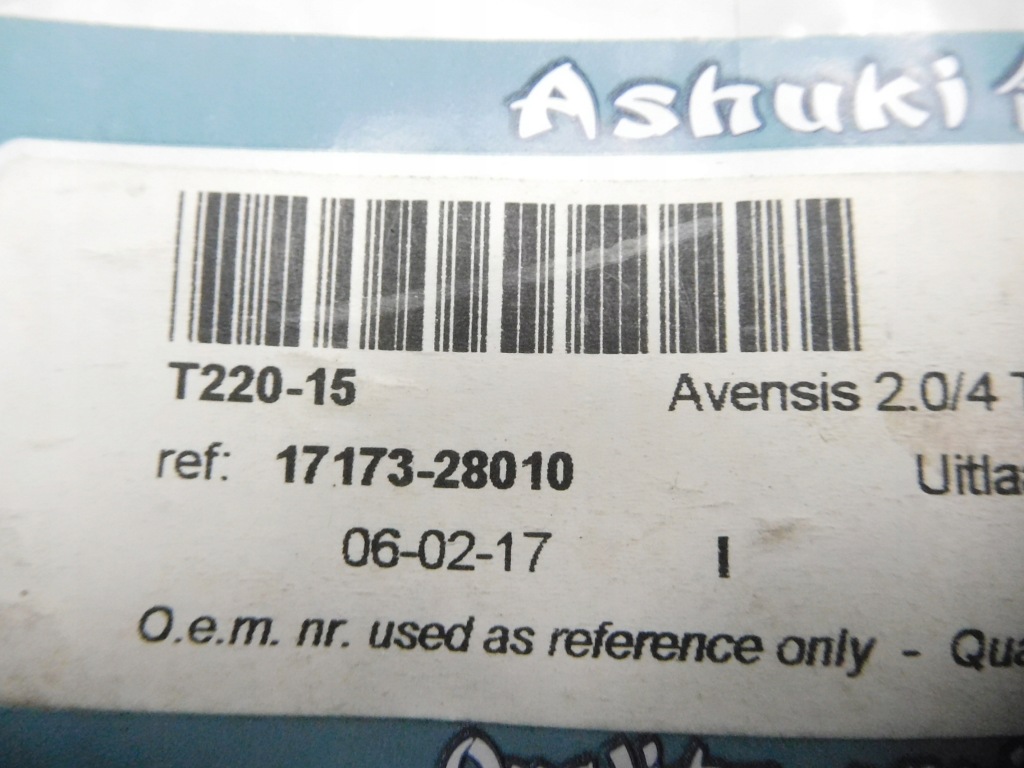 Ashuki
T220-15 Avensis 2.0/4
ref: 17173-28010 Uitla
06-02-17 I
O.e.m. nr. used as reference only - Qua